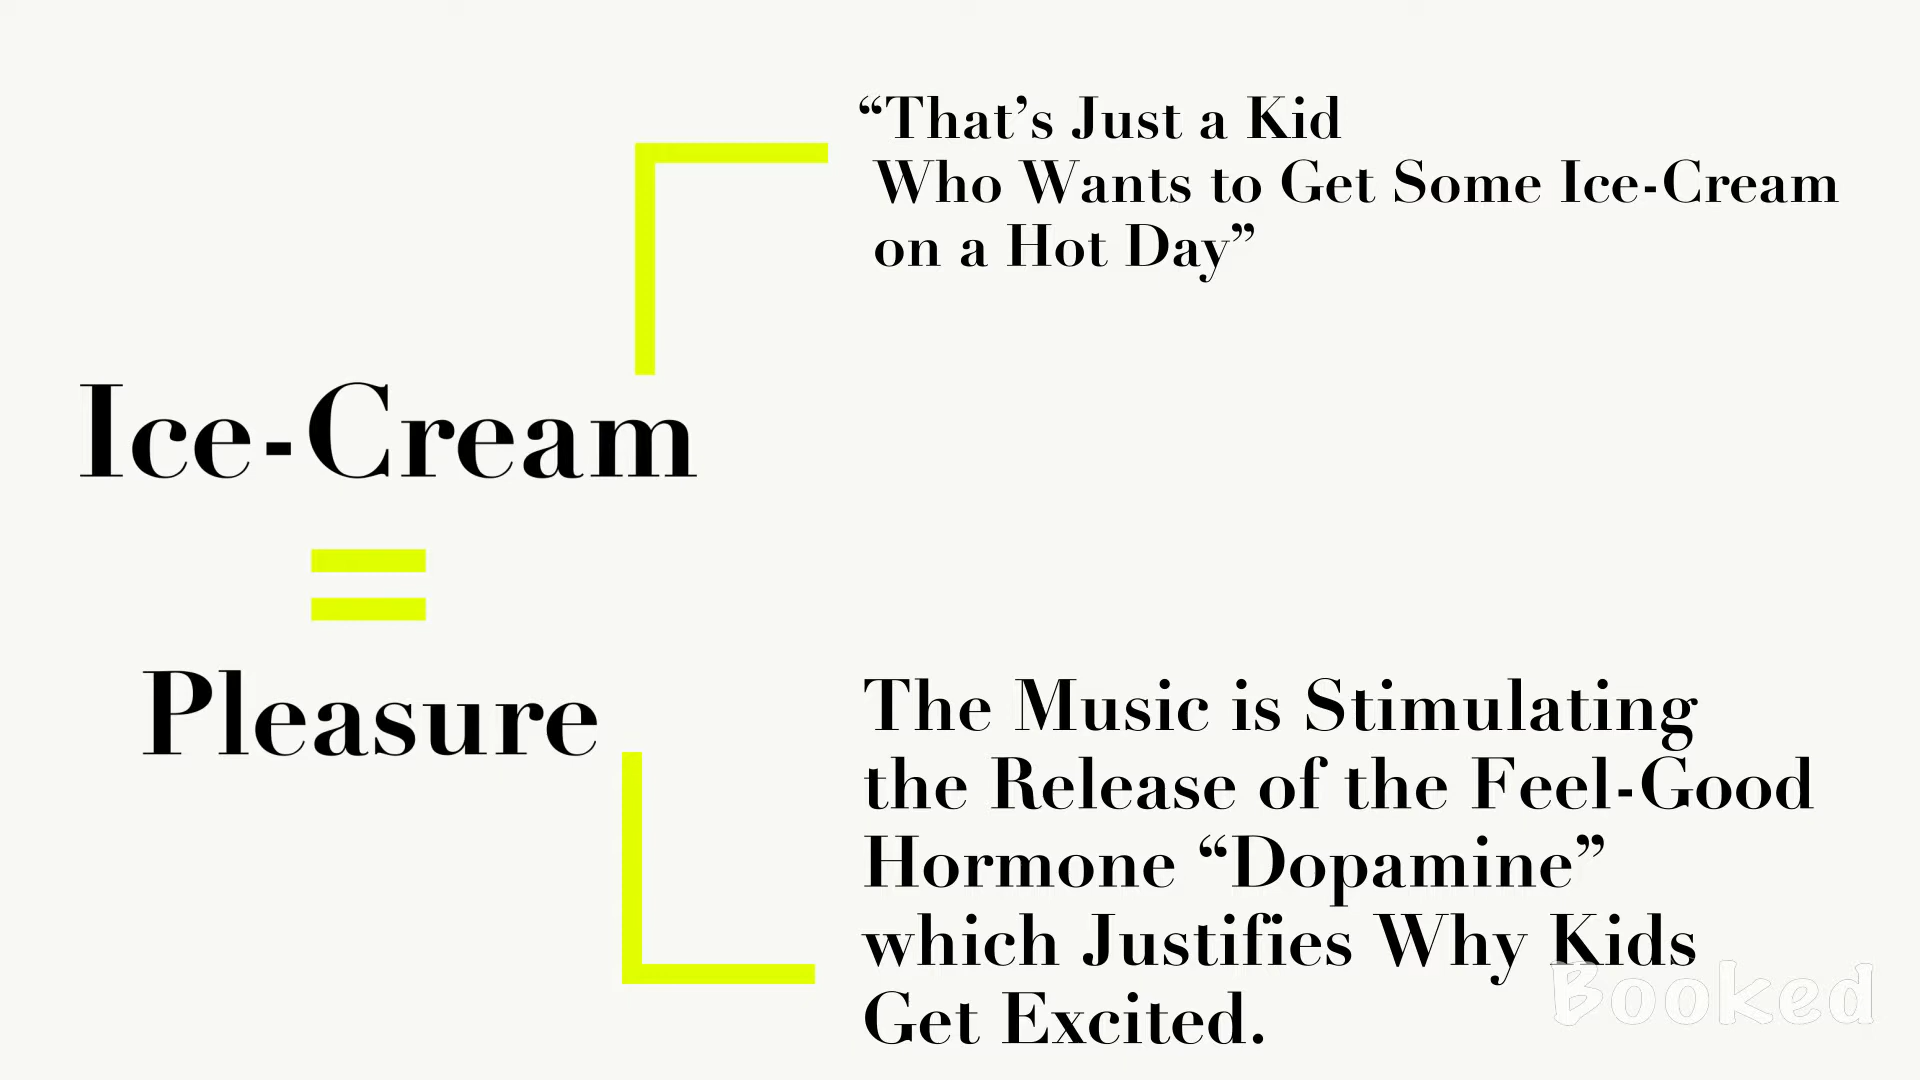 “That’s Just a Kid
Who Wants to Get Some Ice-Cream
on a Hot Day”
Ice-Cream
=
Pleasure
The Music is Stimulating
the Release of the Feel-Good
Hormone “Dopamine”
which Justifies Why Kids
Get Excited.
Booked